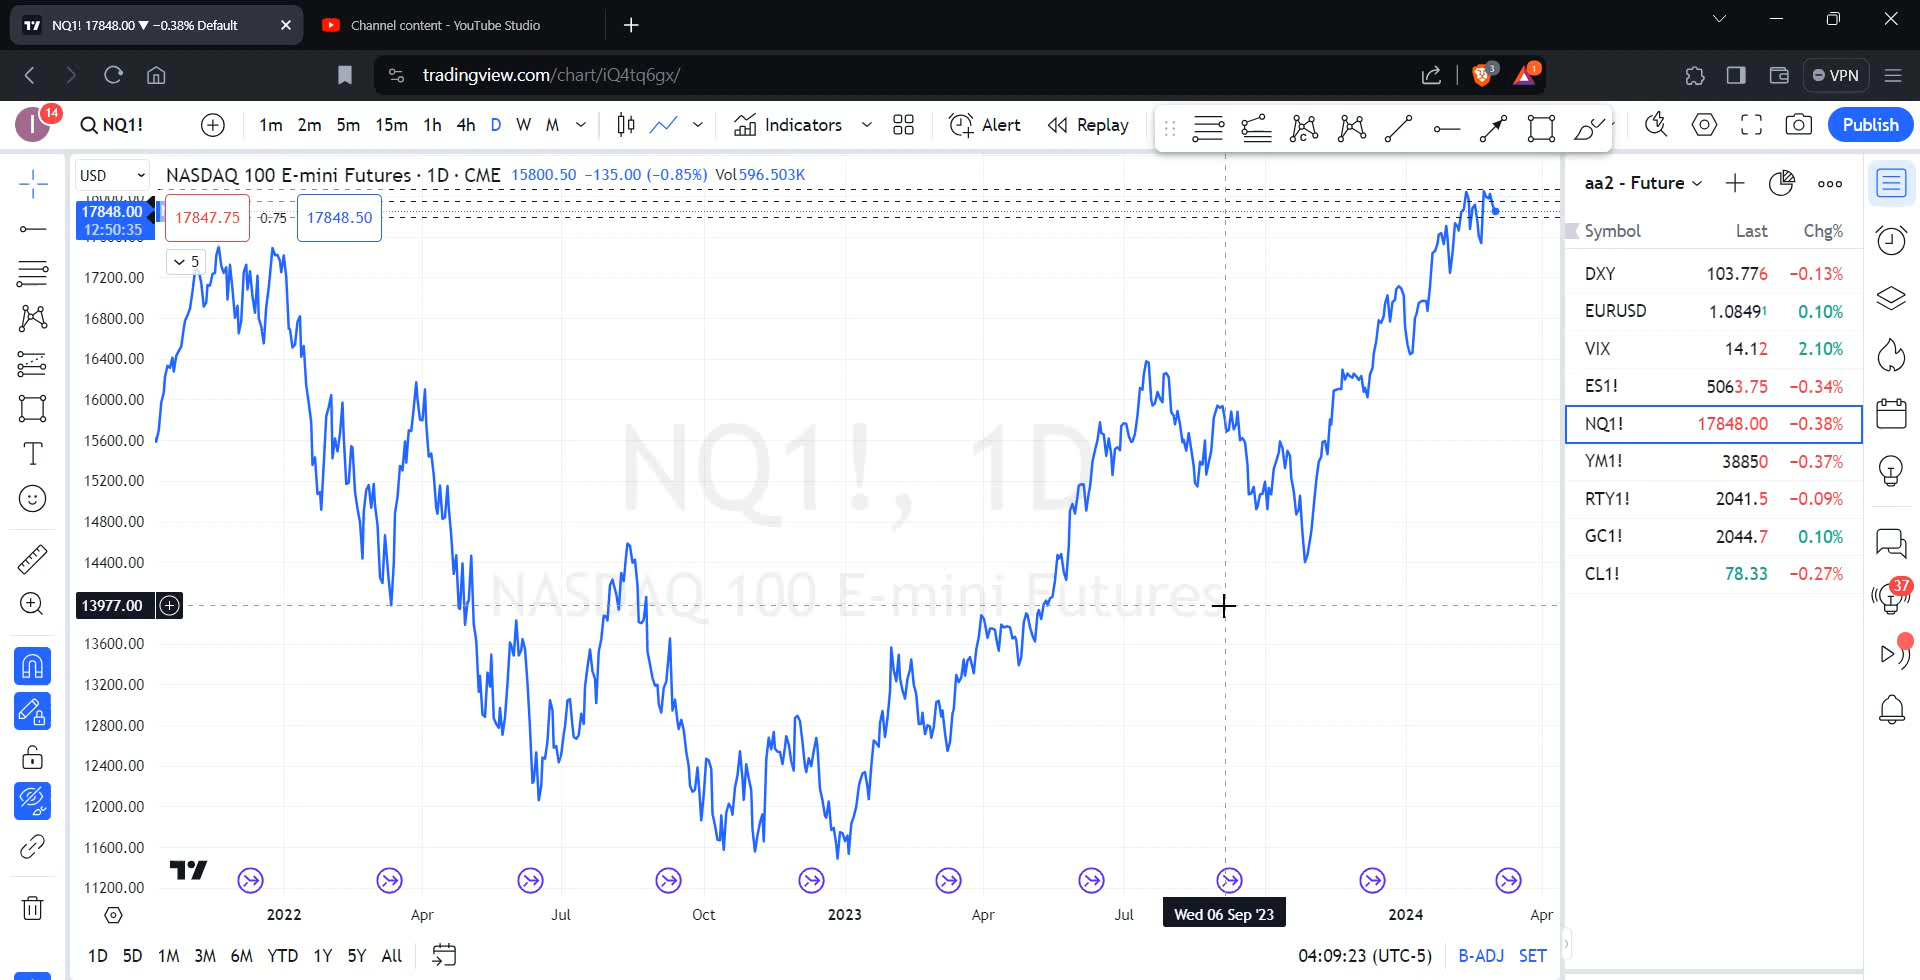 NQ1! 17848.00 ▼ −0.38% Default
Channel content - YouTube Studio
tradingview.com/chart/iQ4tq6gx/
3
1
VPN
I
14
NQ1!
1m 2m 5m 15m 1h 4h D W M
Indicators
Alert
Replay
Publish
USD
NASDAQ 100 E-mini Futures · 1D · CME 15800.50 −135.00 (−0.85%) Vol596.503K
17848.00
12:50:35
17847.75
0.75
17848.50
5
17200.00
16800.00
16400.00
16000.00
15600.00
15200.00
14800.00
14400.00
13977.00
13600.00
13200.00
12800.00
12400.00
12000.00
11600.00
11200.00
NQ1!, 1D
NASDAQ 100 E-mini Futures
2022 Apr Jul Oct 2023 Apr Jul Wed 06 Sep '23 2024 Apr
1D 5D 1M 3M 6M YTD 1Y 5Y All
04:09:23 (UTC-5) B-ADJ SET
aa2 - Future
Symbol Last Chg%
DXY 103.776 −0.13%
EURUSD 1.08491 0.10%
VIX 14.12 2.10%
ES1! 5063.75 −0.34%
NQ1! 17848.00 −0.38%
YM1! 38850 −0.37%
RTY1! 2041.5 −0.09%
GC1! 2044.7 0.10%
CL1! 78.33 −0.27%
37